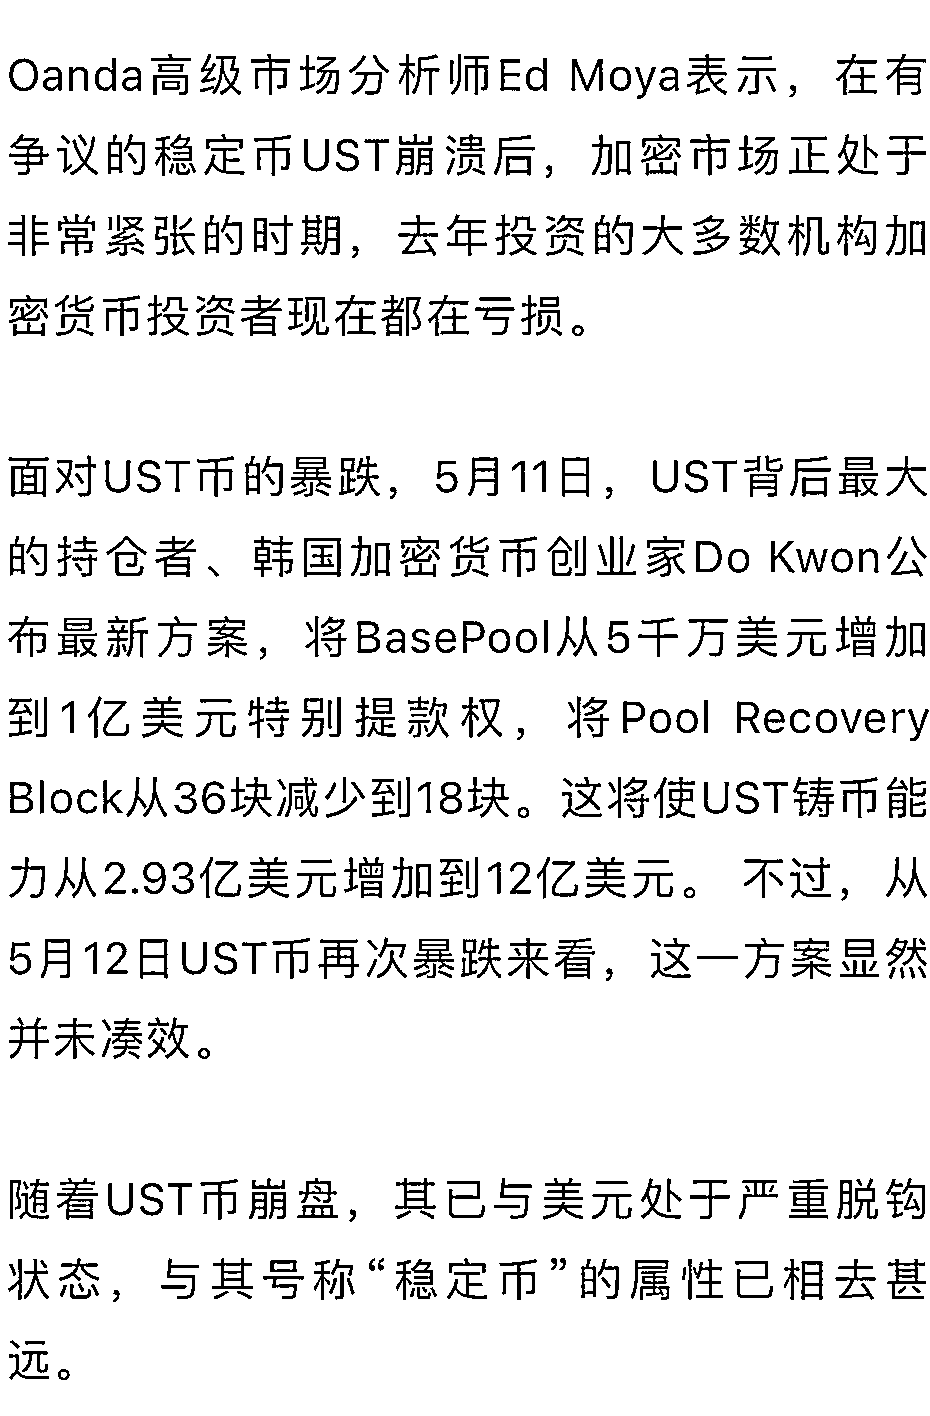 Oanda高级市场分析师Ed Moya表示，在有
争议的稳定币UST崩溃后，加密市场正处于
非常紧张的时期，去年投资的大多数机构加
密货币投资者现在都在亏损。
面对UST币的暴跌，5月11日，UST背后最大
的持仓者、韩国加密货币创业家Do Kwon公
布最新方案，将BasePool从5千万美元增加
到1亿美元特别提款权，将Pool Recovery
Block从36块减少到18块。这将使UST铸币能
力从2.93亿美元增加到12亿美元。 不过，从
5月12日UST币再次暴跌来看，这一方案显然
并未凑效。
随着UST币崩盘，其已与美元处于严重脱钩
状态，与其号称“稳定币”的属性已相去甚
远。